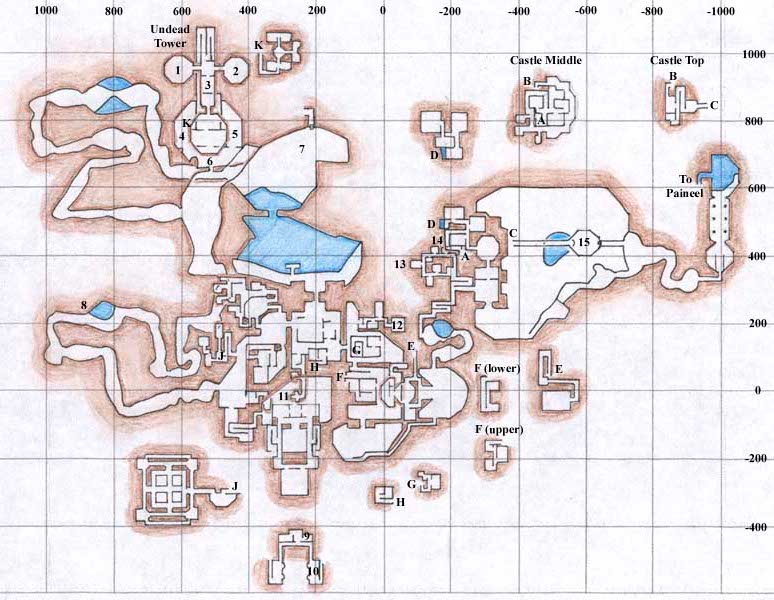 1000 800 600 400 200 0 -200 -400 -600 -800 -1000
Undead
Tower
K
1
2
3
K
4
5
6
7
D
Castle Middle
B
A
Castle Top
B
C
1000
800
To
Paineel
600
D
14
A
13
C
15
400
8
J
12
G
E
H
F
11
200
F (lower)
E
0
F (upper)
-200
J
G
H
-400
9
10